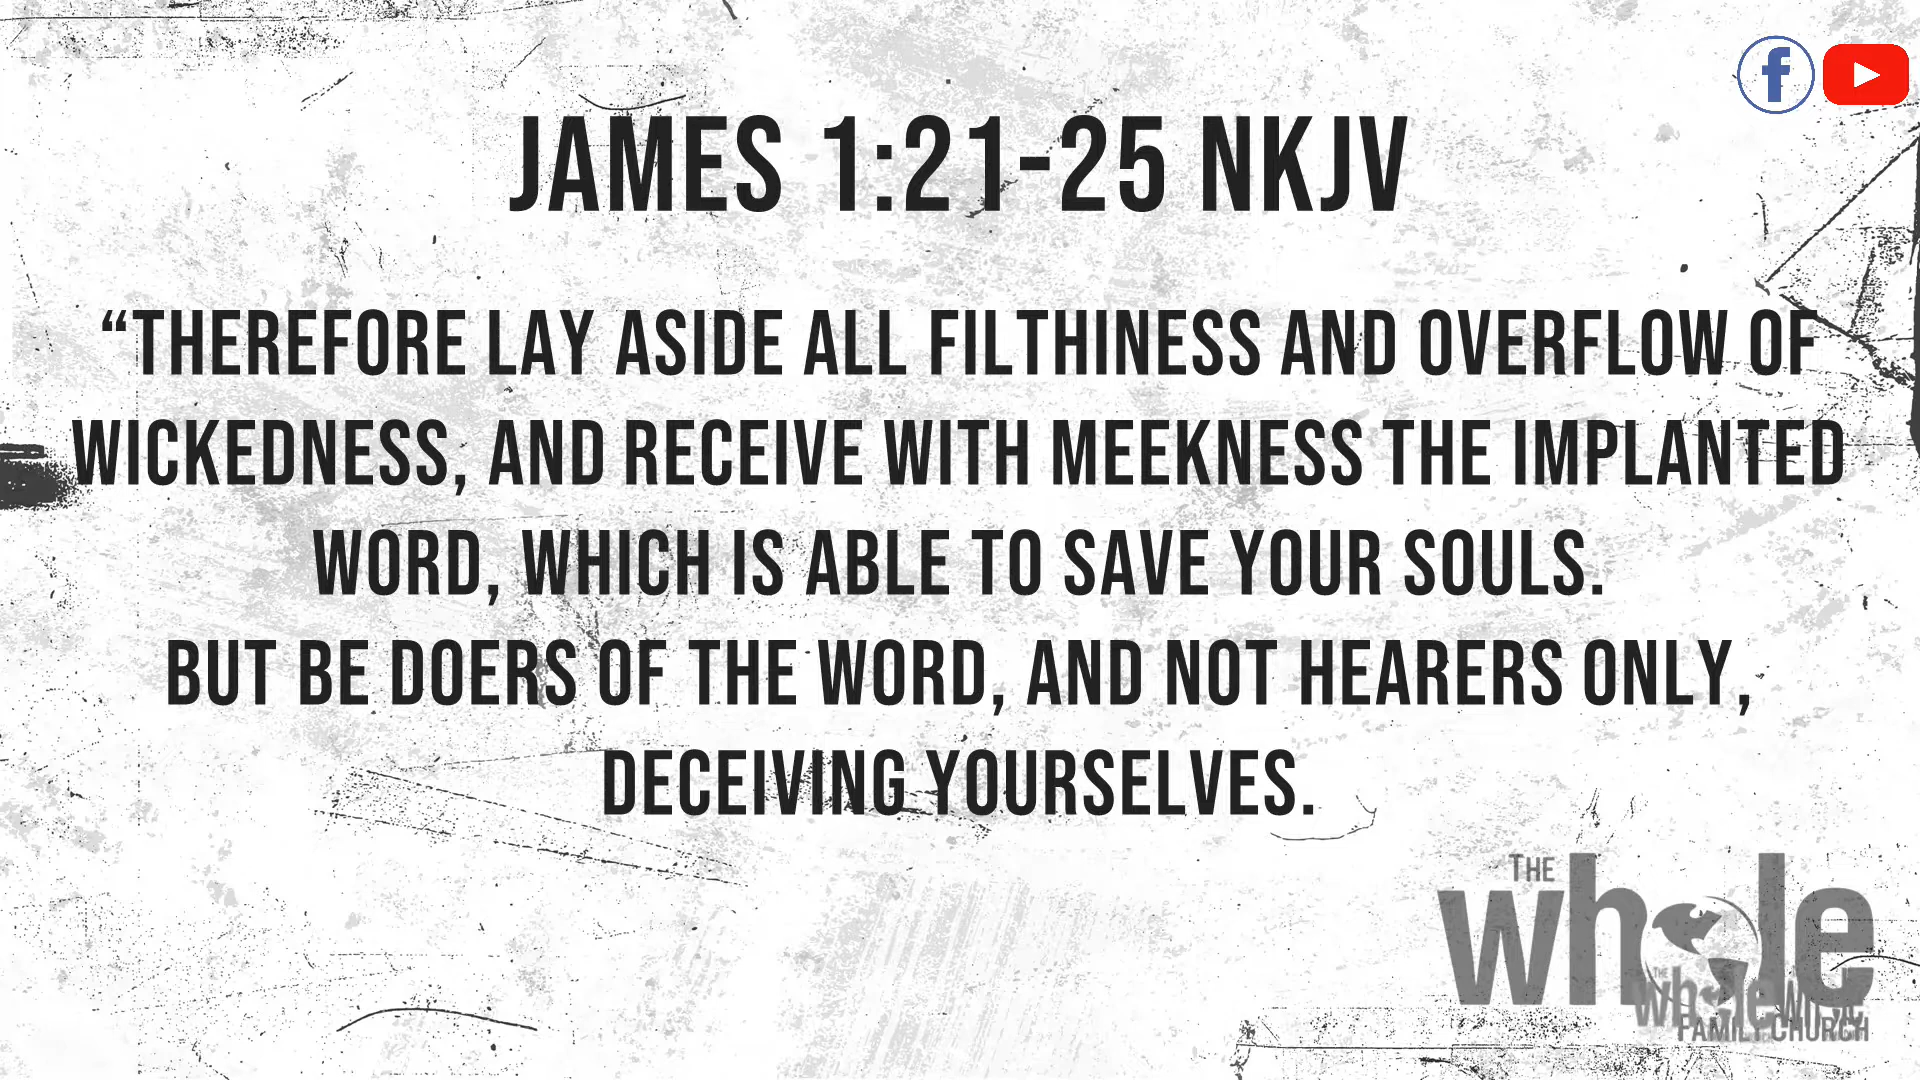 JAMES 1:21-25 NKJV
“THEREFORE LAY ASIDE ALL FILTHINESS AND OVERFLOW OF
WICKEDNESS, AND RECEIVE WITH MEEKNESS THE IMPLANTED
WORD, WHICH IS ABLE TO SAVE YOUR SOULS.
BUT BE DOERS OF THE WORD, AND NOT HEARERS ONLY,
DECEIVING YOURSELVES.
THE
whole
THE
whole
FAMILY CHURCH